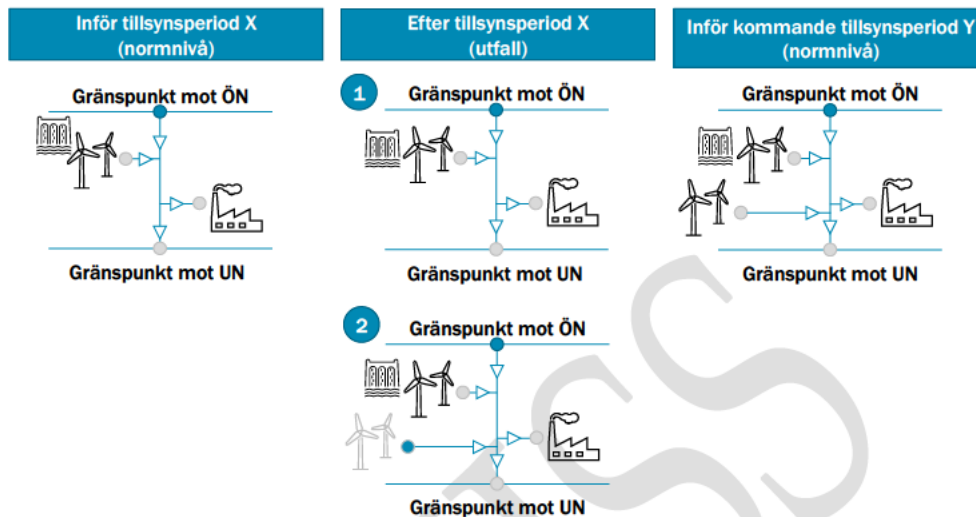 Inför tillsynsperiod X
(normnivå)
Efter tillsynsperiod X
(utfall)
Inför kommande tillsynsperiod Y
(normnivå)
Gränspunkt mot ÖN
Gränspunkt mot UN
1
Gränspunkt mot ÖN
Gränspunkt mot UN
2
Gränspunkt mot ÖN
Gränspunkt mot UN
Gränspunkt mot ÖN
Gränspunkt mot UN